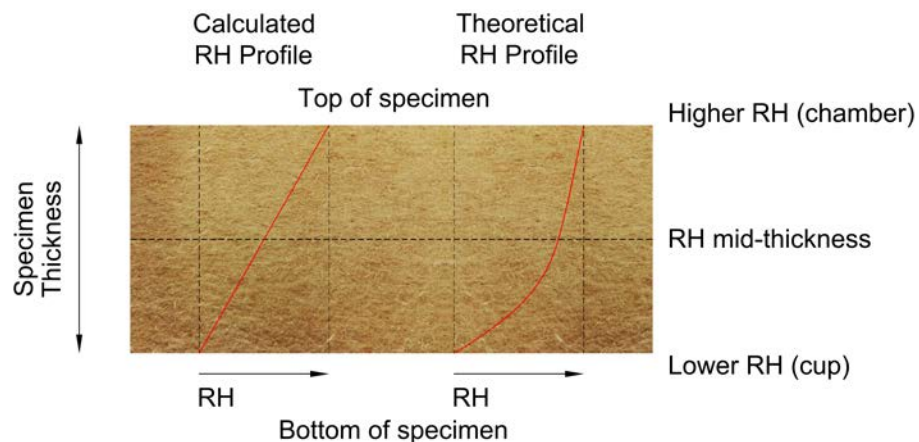 Calculated
RH Profile
Theoretical
RH Profile
Top of specimen
Higher RH (chamber)
Specimen
Thickness
RH mid-thickness
Lower RH (cup)
RH
RH
Bottom of specimen